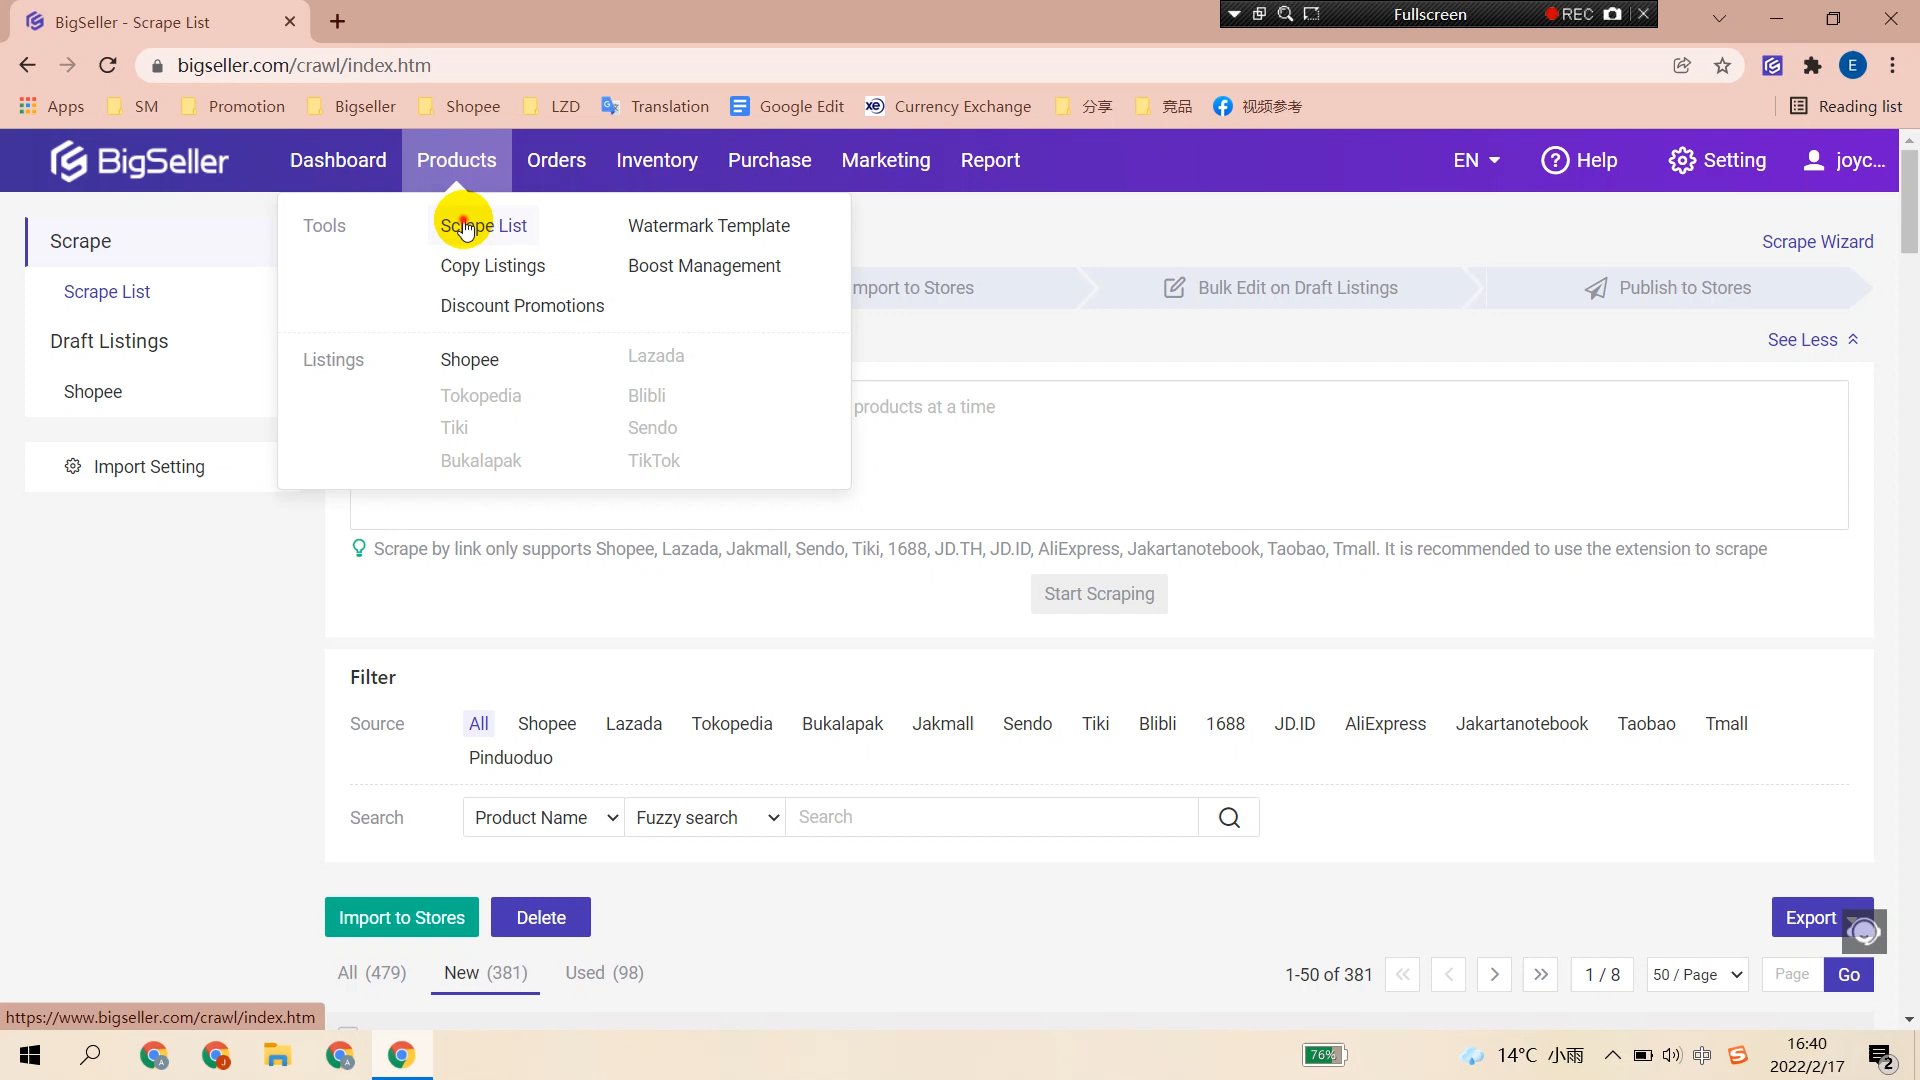 BigSeller - Scrape List
Fullscreen
REC
bigseller.com/crawl/index.htm
E
Apps
SM
Promotion
Bigseller
Shopee
LZD
Translation
Google Edit
xe
Currency Exchange
分享
竞品
视频参考
Reading list
BigSeller
Dashboard
Products
Orders
Inventory
Purchase
Marketing
Report
EN
Help
Setting
joyc...
Scrape
Scrape List
Draft Listings
Shopee
Import Setting
Tools
Scrape List
Watermark Template
Copy Listings
Boost Management
Discount Promotions
Listings
Shopee
Lazada
Tokopedia
Blibli
Tiki
Sendo
Bukalapak
TikTok
Scrape Wizard
mport to Stores
Bulk Edit on Draft Listings
Publish to Stores
See Less
products at a time
Scrape by link only supports Shopee, Lazada, Jakmall, Sendo, Tiki, 1688, JD.TH, JD.ID, AliExpress, Jakartanotebook, Taobao, Tmall. It is recommended to use the extension to scrape
Start Scraping
Filter
Source
All Shopee Lazada Tokopedia Bukalapak Jakmall Sendo Tiki Blibli 1688 JD.ID AliExpress Jakartanotebook Taobao Tmall
Pinduoduo
Search
Product Name
Fuzzy search
Search
Import to Stores
Delete
Export
All (479)
New (381)
Used (98)
1-50 of 381
1 / 8
50 / Page
Page
Go
https://www.bigseller.com/crawl/index.htm
76%
14°C 小雨
中
16:40
2022/2/17
2